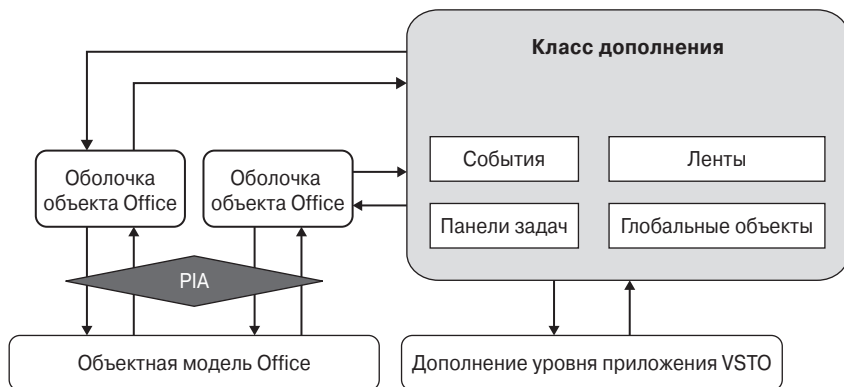 Класс дополнения
События
Ленты
Оболочка
объекта Office
Оболочка
объекта Office
Панели задач
Глобальные объекты
PIA
Объектная модель Office
Дополнение уровня приложения VSTO